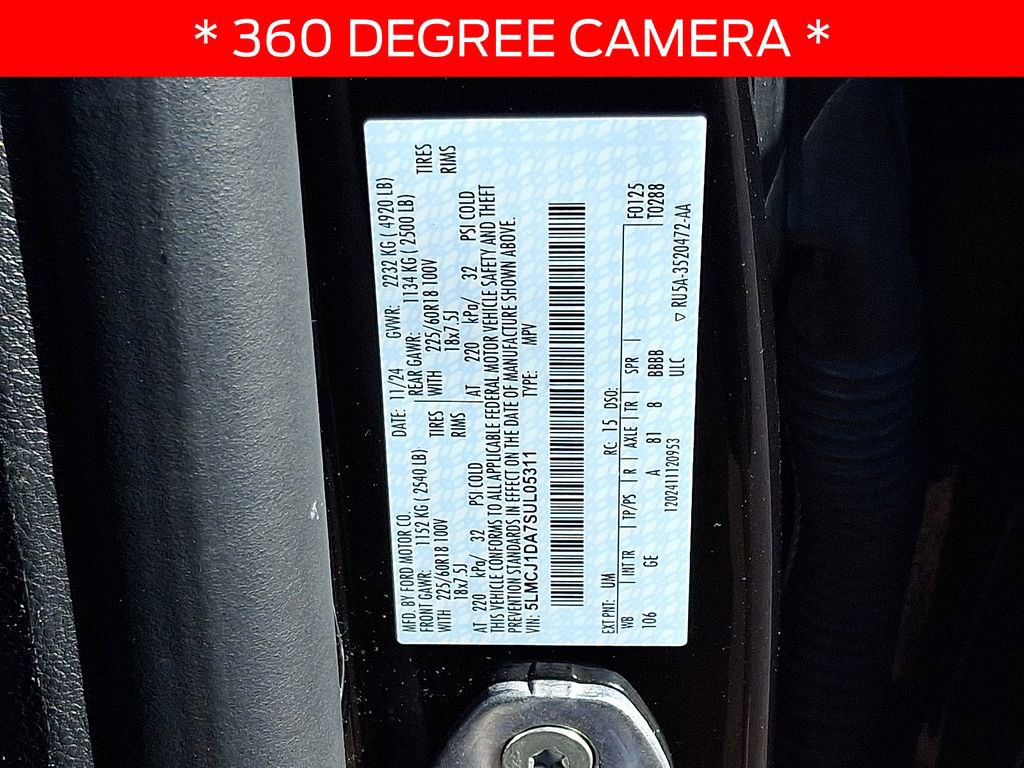 * 360 DEGREE CAMERA *
MFD. BY FORD MOTOR CO. DATE: 11/24 GVWR: 2232 KG ( 4920 LB)
FRONT GAWR: 1152 KG ( 2540 LB) REAR GAWR: 1134 KG ( 2500 LB)
WITH 225/60R18 100V TIRES WITH 225/60R18 100V TIRES
18x7.5J RIMS 18x7.5J RIMS
AT 220 kPa/ 32 PSI COLD AT 220 kPa/ 32 PSI COLD
THIS VEHICLE CONFORMS TO ALL APPLICABLE FEDERAL MOTOR VEHICLE SAFETY AND THEFT
PREVENTION STANDARDS IN EFFECT ON THE DATE OF MANUFACTURE SHOWN ABOVE.
VIN: 5LMCJ1DA7SUL05311 TYPE: MPV
EXT PNT: UM RC: 15 DSO: F0125
WB INT TR TP/PS R AXLE TR SPR T0288
106 GE A B1 B BBBB
1202411120953 ULC
▽ RU5A-3520472-AA